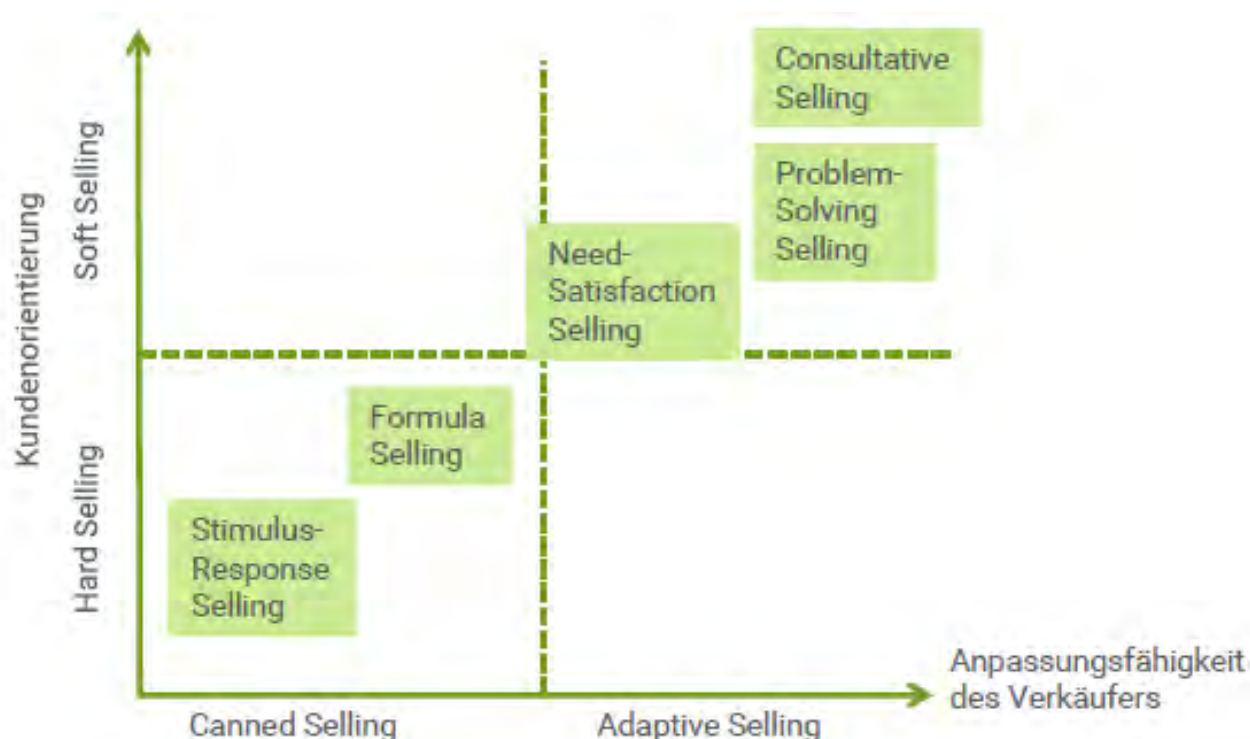 Consultative
Selling
Problem-
Solving
Selling
Need-
Satisfaction
Selling
Formula
Selling
Stimulus-
Response
Selling
Kundenorientierung
Soft Selling
Hard Selling
Anpassungsfähigkeit
des Verkäufers
Canned Selling
Adaptive Selling